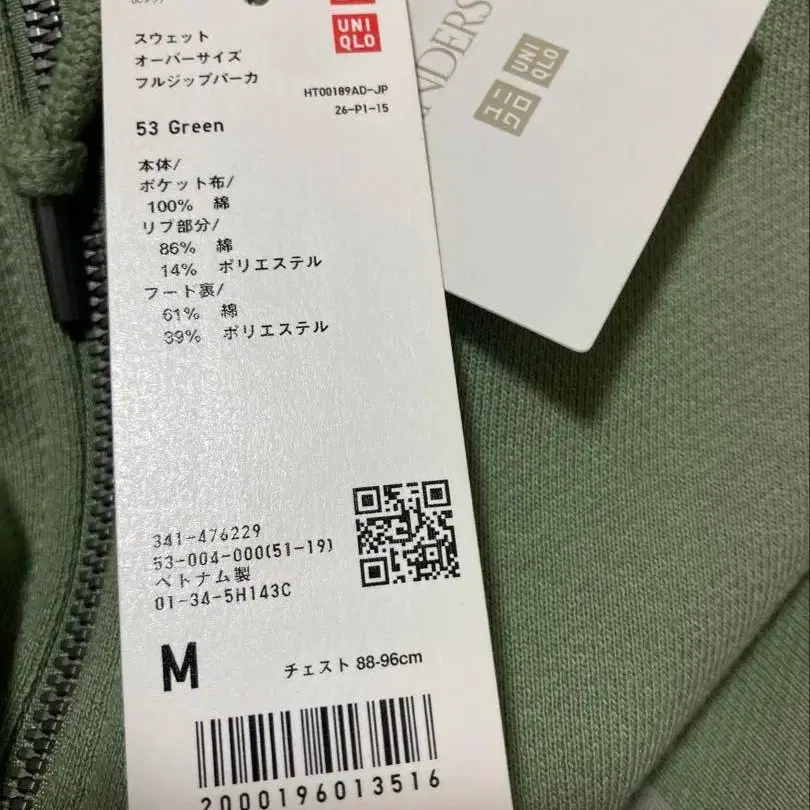 UNI
QLO
スウェット
オーバーサイズ
フルジップパーカ
HT00189AD-JP
26-P1-15
53 Green
本体/
ポケット布/
100% 綿
リブ部分/
86% 綿
14% ポリエステル
フード裏/
61% 綿
39% ポリエステル
341-476229
53-004-000(51-19)
ベトナム製
01-34-5H143C
M
チェスト 88-96cm
2000196013516
NDERS
UNI
QLO
ユニ
クロ